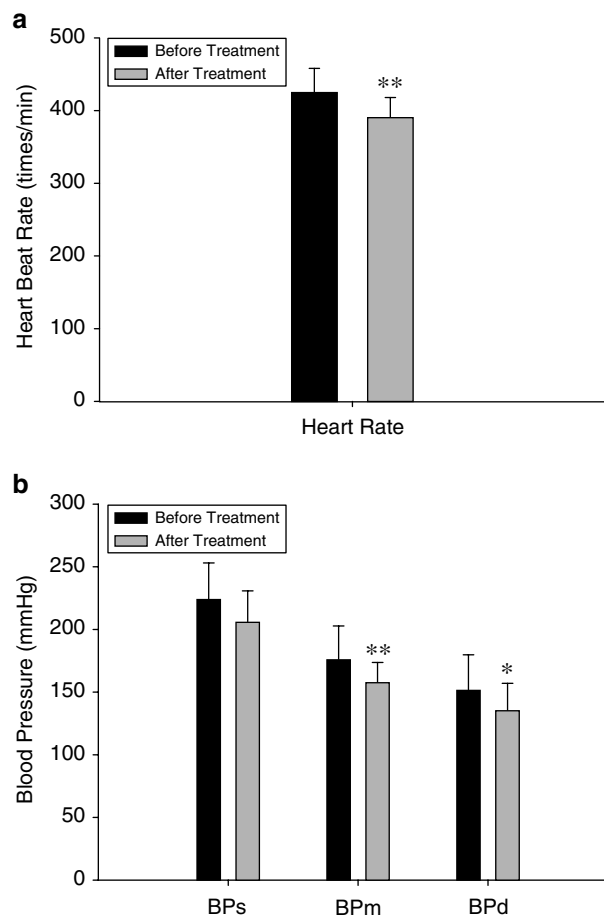 a
500
400
300
200
100
0
Heart Beat Rate (times/min)
Before Treatment
After Treatment
**
Heart Rate
b
300
250
200
150
100
50
0
Blood Pressure (mmHg)
Before Treatment
After Treatment
**
*
BPs BPm BPd